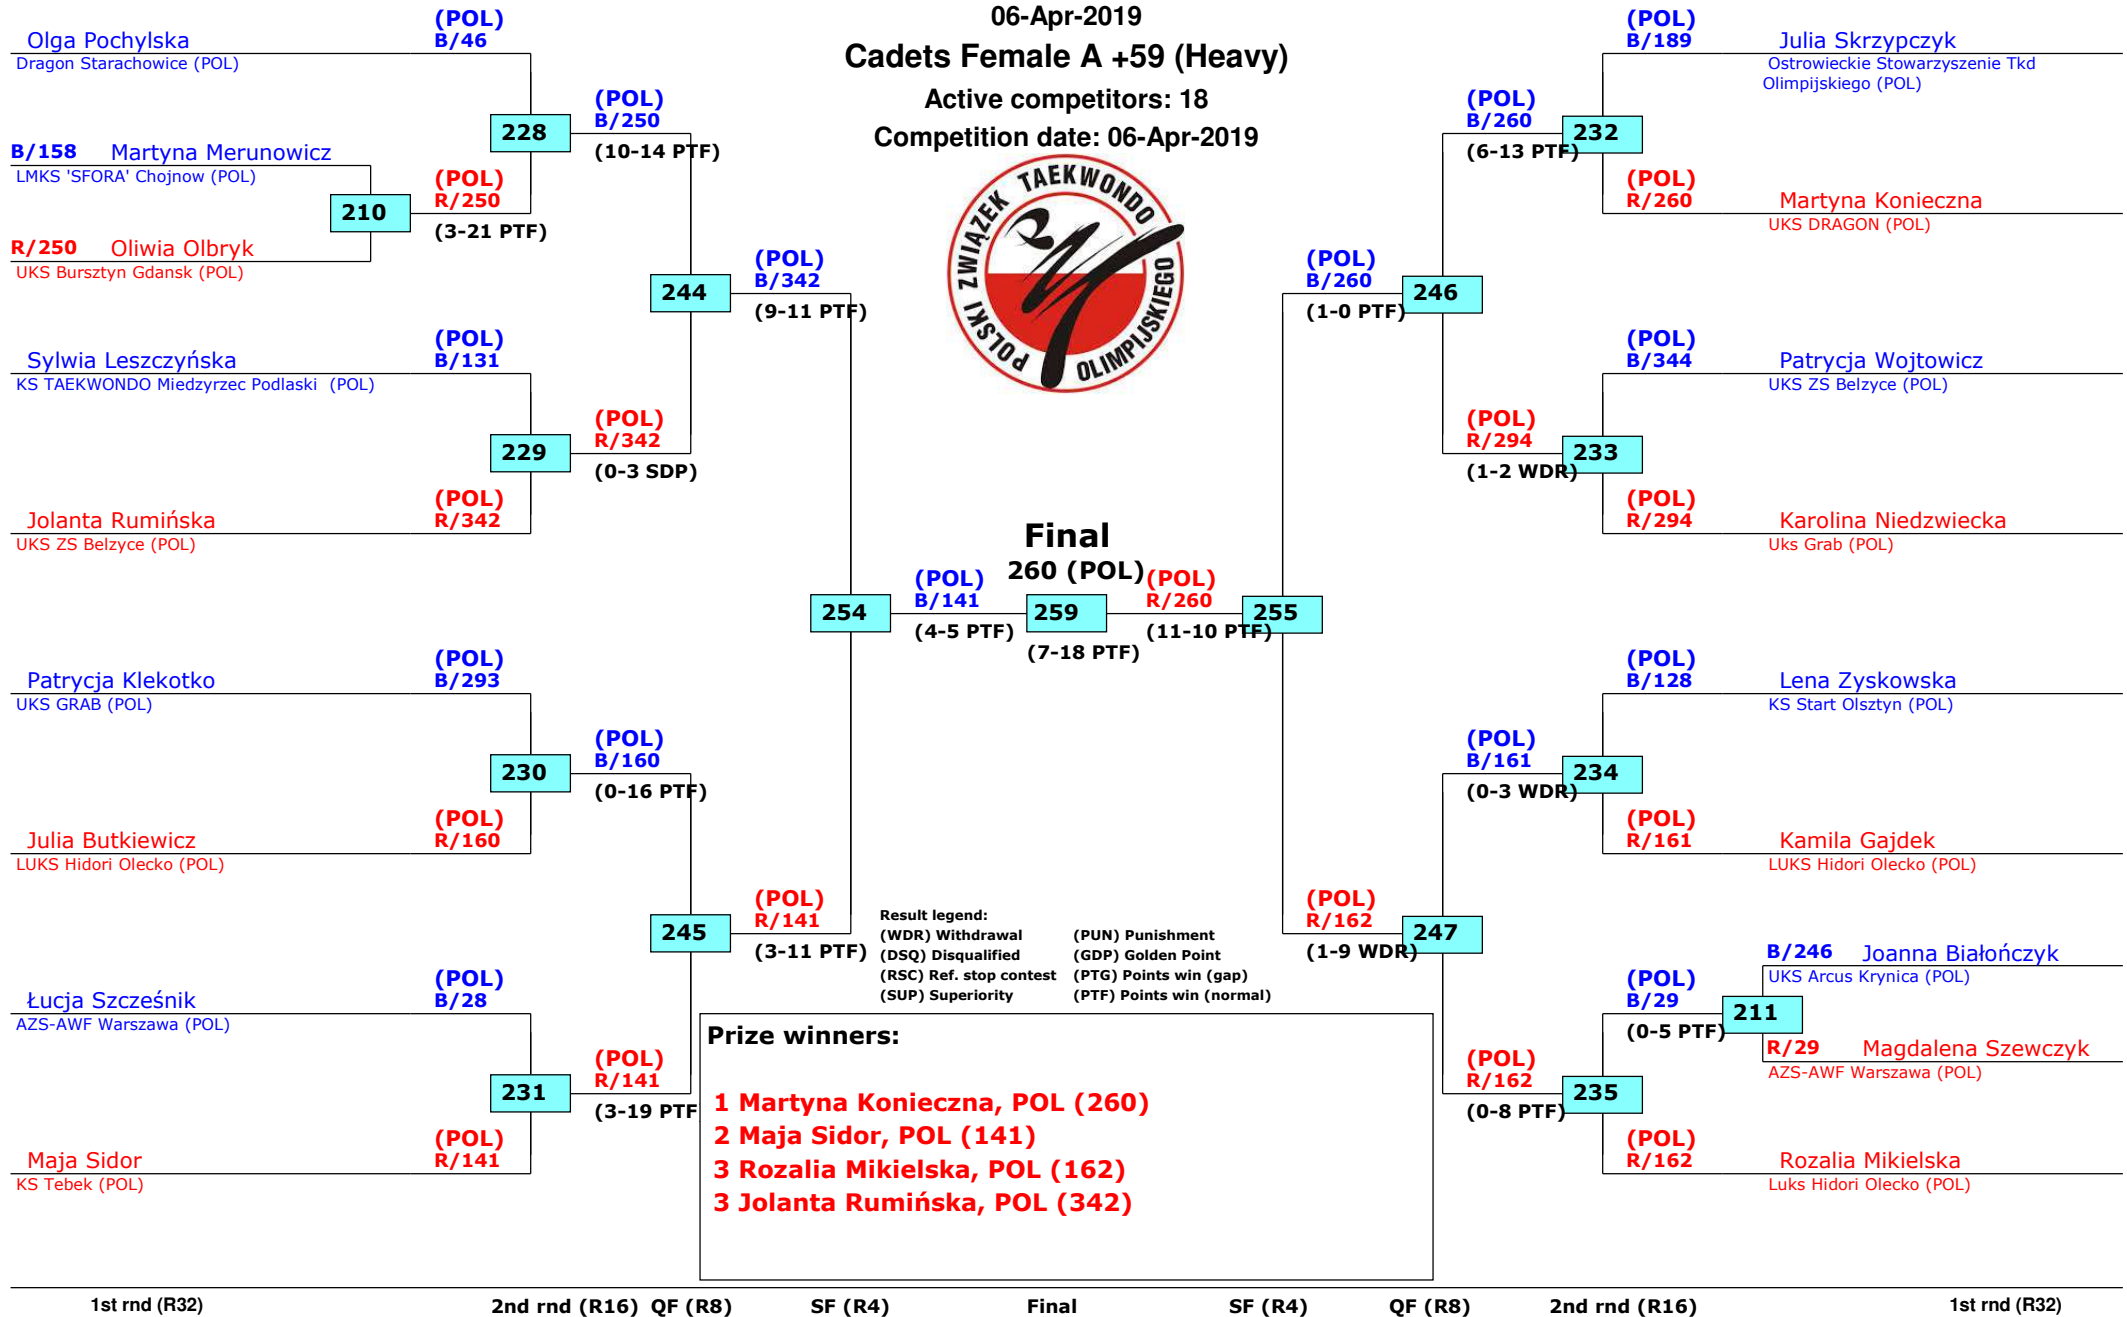 06-Apr-2019
Cadets Female A +59 (Heavy)
Active competitors: 18
Competition date: 06-Apr-2019
POLSKI ZWIĄZEK TAEKWONDO OLIMPIJSKIEGO
Olga Pochylska
Dragon Starachowice (POL)
(POL)
B/46
B/158 Martyna Merunowicz
LMKS 'SFORA' Chojnow (POL)
R/250 Oliwia Olbryk
UKS Bursztyn Gdansk (POL)
210
(POL)
R/250
(3-21 PTF)
228
(POL)
B/250
(10-14 PTF)
Sylwia Leszczyńska
KS TAEKWONDO Miedzyrzec Podlaski (POL)
(POL)
B/131
Jolanta Rumińska
UKS ZS Belzyce (POL)
(POL)
R/342
229
(POL)
R/342
(0-3 SDP)
244
(POL)
B/342
(9-11 PTF)
Patrycja Klekotko
UKS GRAB (POL)
(POL)
B/293
Julia Butkiewicz
LUKS Hidori Olecko (POL)
(POL)
R/160
230
(POL)
B/160
(0-16 PTF)
Łucja Szcześnik
AZS-AWF Warszawa (POL)
(POL)
B/28
Maja Sidor
KS Tebek (POL)
(POL)
R/141
231
(POL)
R/141
(3-19 PTF
245
(POL)
R/141
(3-11 PTF)
254
(POL)
B/141
(4-5 PTF)
Final
260 (POL)
259
(7-18 PTF)
(POL)
R/260
(11-10 PTF)
255
(POL)
B/260
(1-0 PTF)
246
(POL)
B/260
(6-13 PTF)
232
(POL)
B/189
Julia Skrzypczyk
Ostrowieckie Stowarzyszenie Tkd
Olimpijskiego (POL)
(POL)
R/260
Martyna Konieczna
UKS DRAGON (POL)
(POL)
R/294
(1-2 WDR)
233
(POL)
B/344
Patrycja Wojtowicz
UKS ZS Belzyce (POL)
(POL)
R/294
Karolina Niedzwiecka
Uks Grab (POL)
(POL)
R/162
(1-9 WDR)
247
(POL)
B/161
(0-3 WDR)
234
(POL)
B/128
Lena Zyskowska
KS Start Olsztyn (POL)
(POL)
R/161
Kamila Gajdek
LUKS Hidori Olecko (POL)
(POL)
R/162
(0-8 PTF)
235
(POL)
B/29
(0-5 PTF)
211
B/246 Joanna Białończyk
UKS Arcus Krynica (POL)
R/29 Magdalena Szewczyk
AZS-AWF Warszawa (POL)
(POL)
R/162
Rozalia Mikielska
Luks Hidori Olecko (POL)
Result legend:
(WDR) Withdrawal (PUN) Punishment
(DSQ) Disqualified (GDP) Golden Point
(RSC) Ref. stop contest (PTG) Points win (gap)
(SUP) Superiority (PTF) Points win (normal)
Prize winners:
1 Martyna Konieczna, POL (260)
2 Maja Sidor, POL (141)
3 Rozalia Mikielska, POL (162)
3 Jolanta Rumińska, POL (342)
1st rnd (R32) 2nd rnd (R16) QF (R8) SF (R4) Final SF (R4) QF (R8) 2nd rnd (R16) 1st rnd (R32)